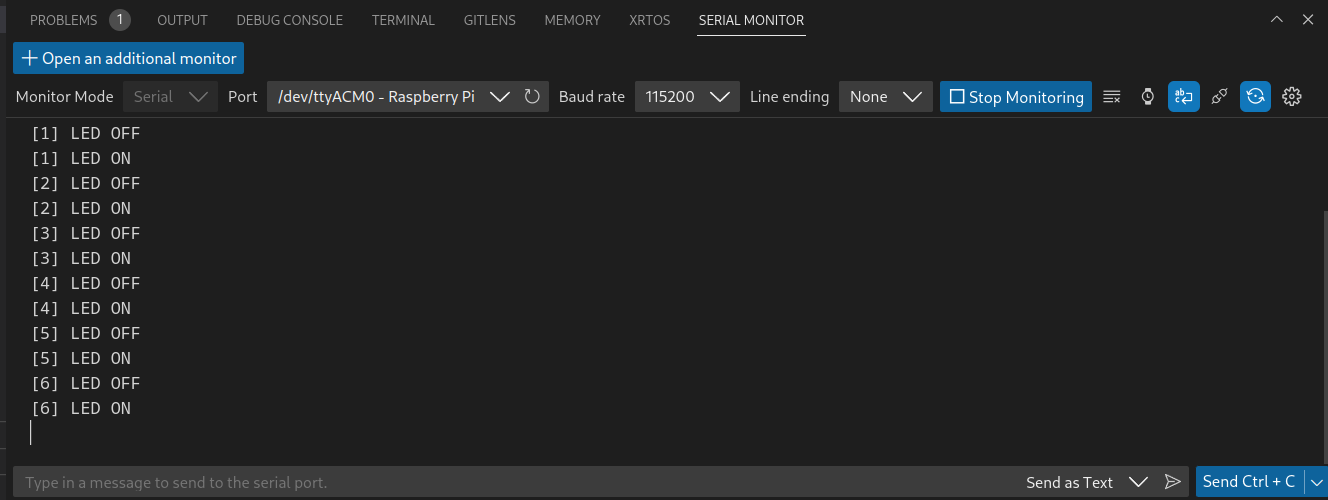 PROBLEMS 1 OUTPUT DEBUG CONSOLE TERMINAL GITLENS MEMORY XRTOS SERIAL MONITOR
Open an additional monitor
Monitor Mode Serial Port /dev/ttyACM0 - Raspberry Pi Baud rate 115200 Line ending None Stop Monitoring
[1] LED OFF
[1] LED ON
[2] LED OFF
[2] LED ON
[3] LED OFF
[3] LED ON
[4] LED OFF
[4] LED ON
[5] LED OFF
[5] LED ON
[6] LED OFF
[6] LED ON
Type in a message to send to the serial port. Send as Text Send Ctrl + C